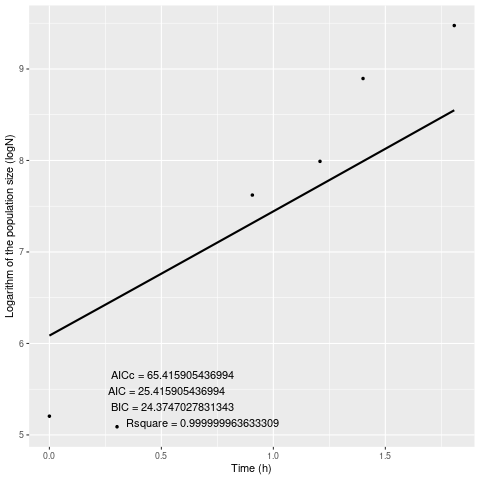 Logarithm of the population size (logN)
9
8
7
6
5
AICc = 65.415905436994
AIC = 25.415905436994
BIC = 24.3747027831343
Rsquare = 0.999999963633309
0.0
0.5
1.0
1.5
Time (h)